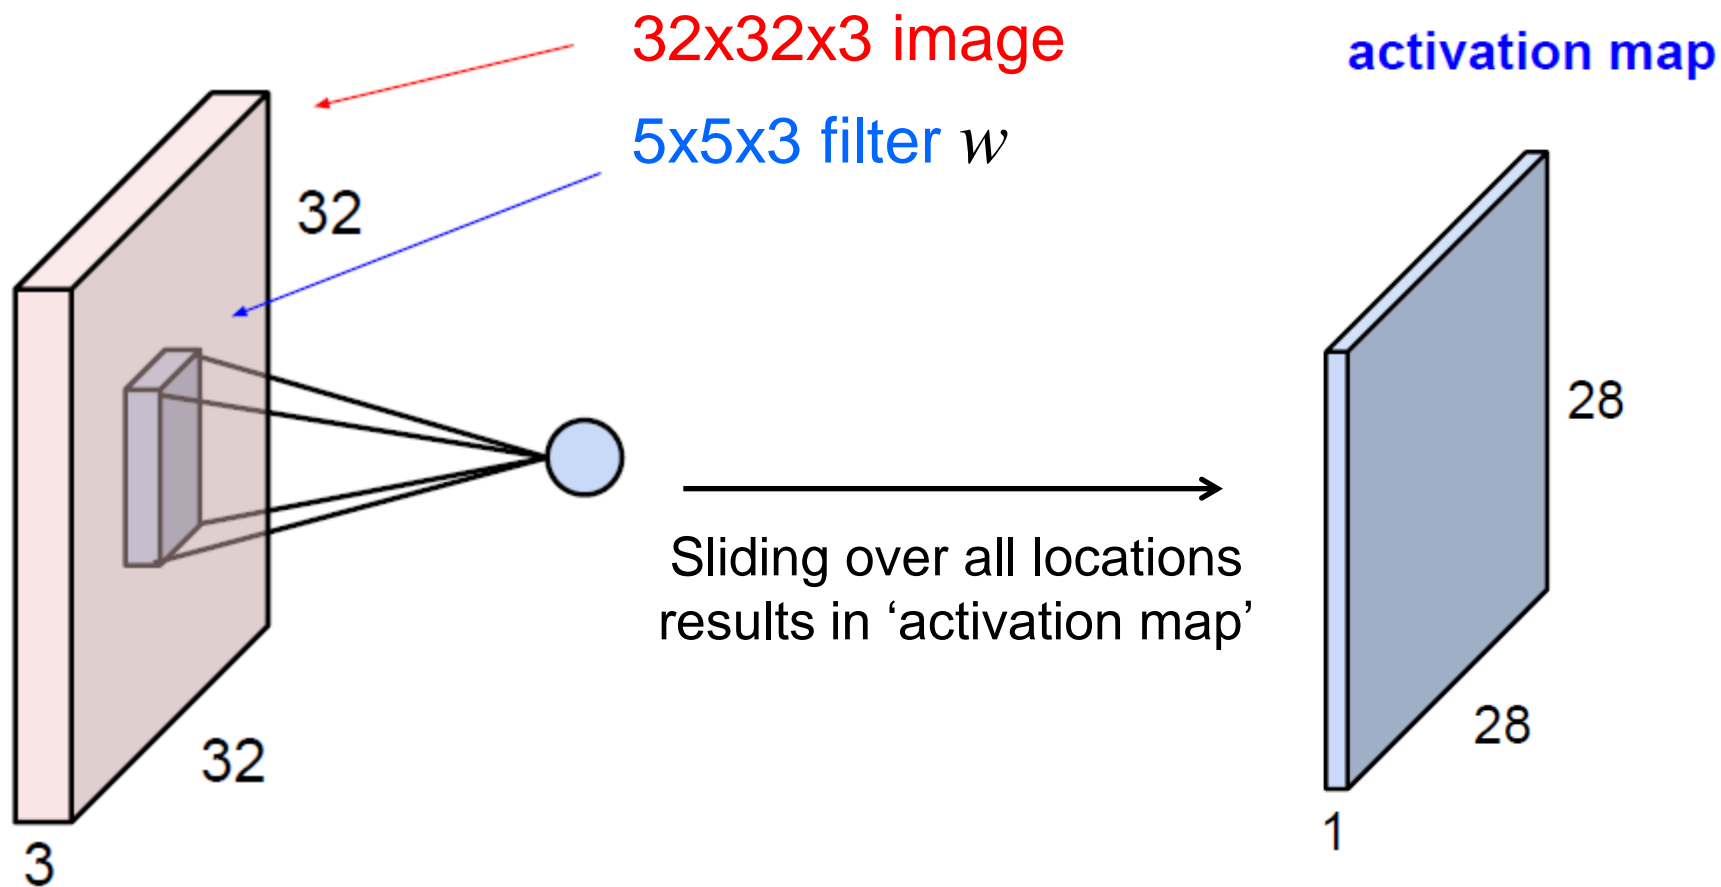 32x32x3 image
activation map
5x5x3 filter w
32
28
28
32
Sliding over all locations
results in ‘activation map’
1
3